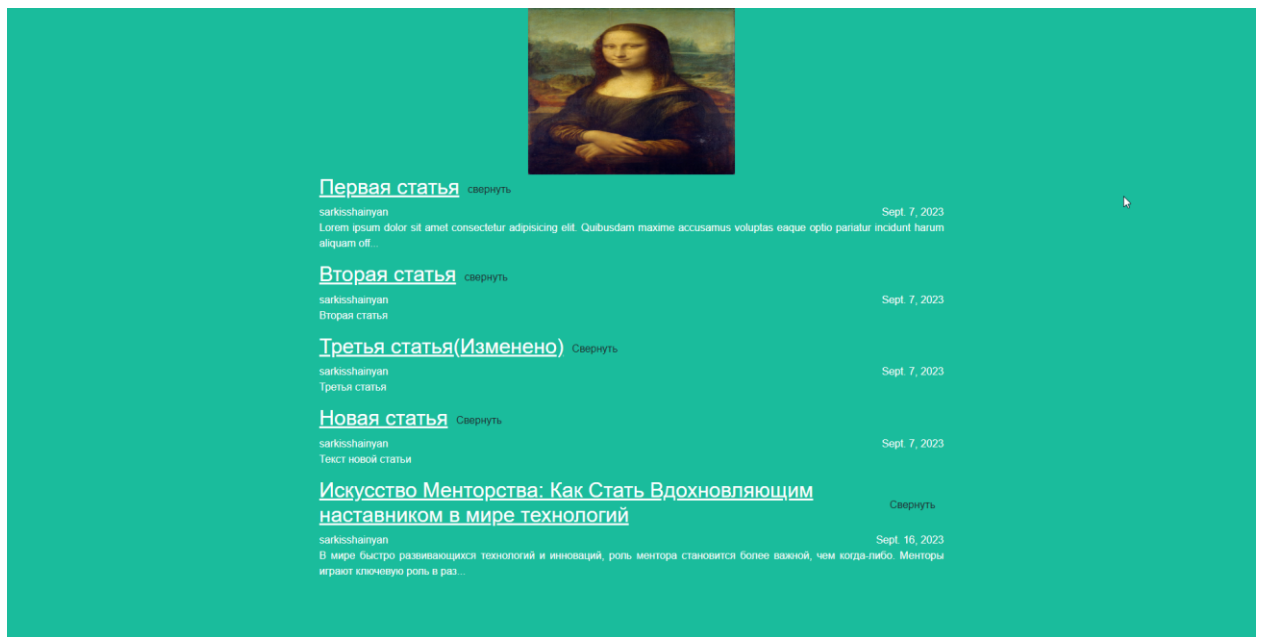 Первая статья свернуть
sarkisshainyan Sept. 7, 2023
Lorem ipsum dolor sit amet consectetur adipisicing elit. Quibusdam maxime accusamus voluptas eaque optio pariatur incidunt harum
aliquam off...
Вторая статья свернуть
sarkisshainyan Sept. 7, 2023
Вторая статья
Третья статья(Изменено) Свернуть
sarkisshainyan Sept. 7, 2023
Третья статья
Новая статья Свернуть
sarkisshainyan Sept. 7, 2023
Текст новой статьи
Искусство Менторства: Как Стать Вдохновляющим
наставником в мире технологий Свернуть
sarkisshainyan Sept. 16, 2023
В мире быстро развивающихся технологий и инноваций, роль ментора становится более важной, чем когда-либо. Менторы
играют ключевую роль в раз...